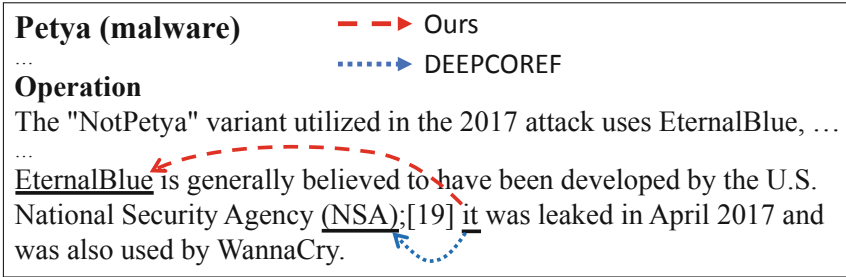 Petya (malware)
Ours
...
DEEPCOREF
Operation
The "NotPetya" variant utilized in the 2017 attack uses EternalBlue, …
...
EternalBlue is generally believed to have been developed by the U.S.
National Security Agency (NSA);[19] it was leaked in April 2017 and
was also used by WannaCry.